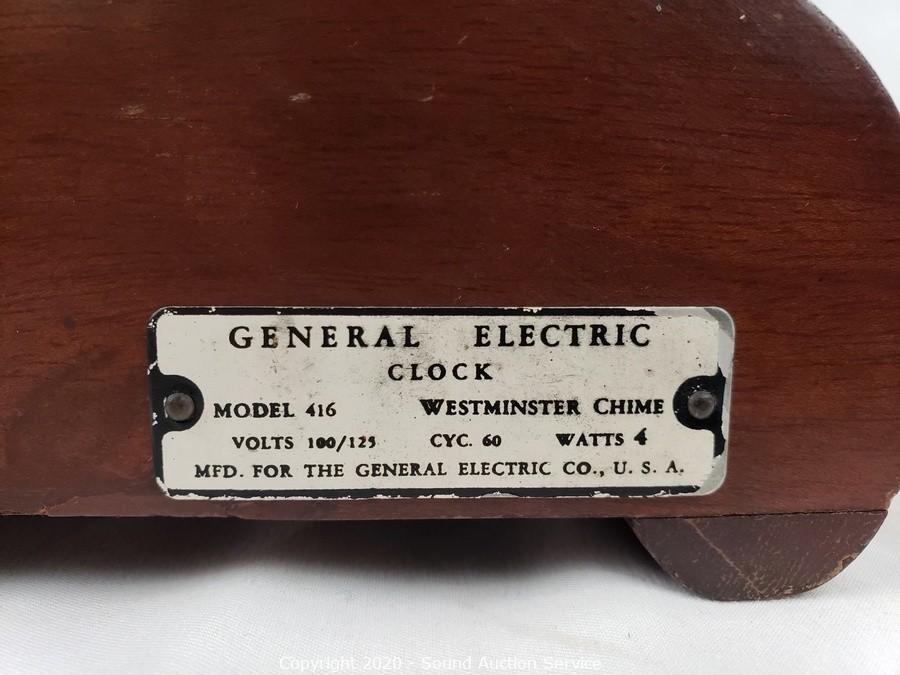 GENERAL ELECTRIC
CLOCK
MODEL 416 WESTMINSTER CHIME
VOLTS 100/125 CYC. 60 WATTS 4
MFD. FOR THE GENERAL ELECTRIC CO., U. S. A.
Copyright 2020 - Sound Auction Service